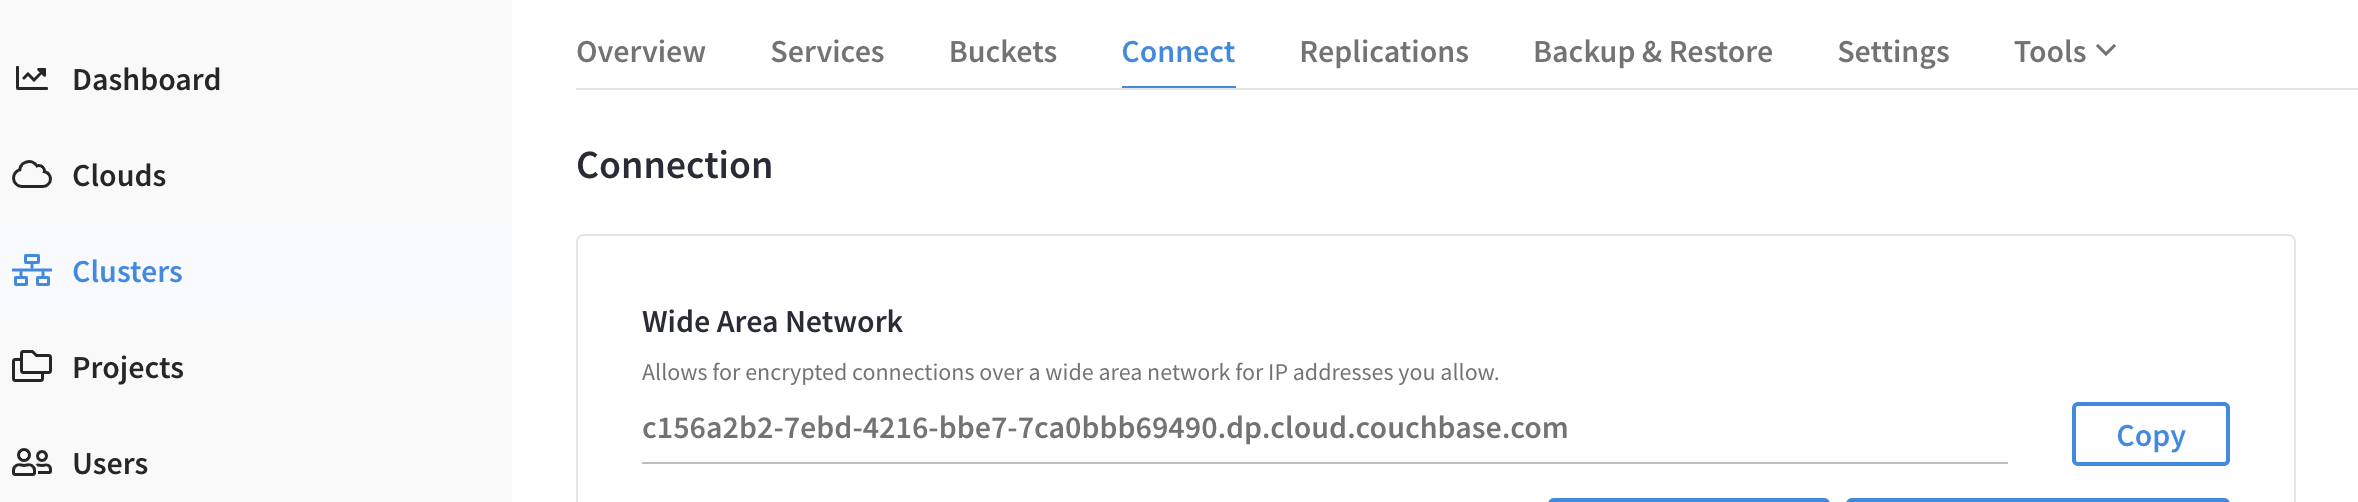 Dashboard
Clouds
Clusters
Projects
Users
Overview Services Buckets Connect Replications Backup & Restore Settings Tools
Connection
Wide Area Network
Allows for encrypted connections over a wide area network for IP addresses you allow.
c156a2b2-7ebd-4216-bbe7-7ca0bbb69490.dp.cloud.couchbase.com
Copy